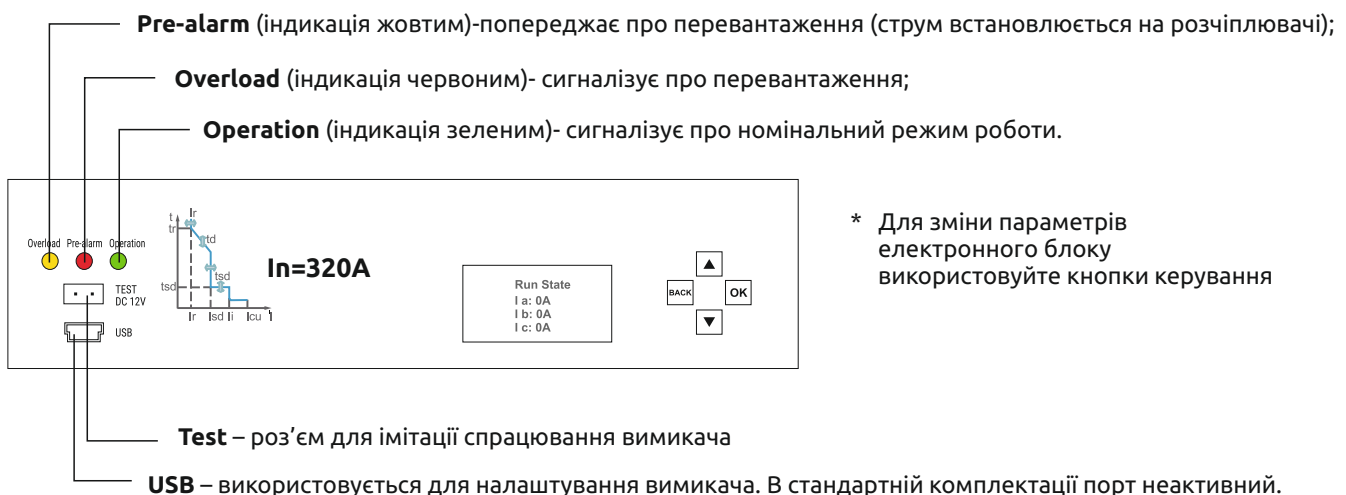 Pre-alarm (індикація жовтим)-попереджає про перевантаження (струм встановлюється на розчіплювачі);
Overload (індикація червоним)- сигналізує про перевантаження;
Operation (індикація зеленим)- сигналізує про номінальний режим роботи.
Overload Pre-alarm Operation
TEST
DC 12V
USB
t
Ir
tr
td
tsd
tsd
Ir Isd Ii Icu I
In=320A
Run State
I a: 0A
I b: 0A
I c: 0A
▲
BACK OK
▼
* Для зміни параметрів
електронного блоку
використовуйте кнопки керування
Test – роз’єм для імітації спрацювання вимикача
USB – використовується для налаштування вимикача. В стандартній комплектації порт неактивний.